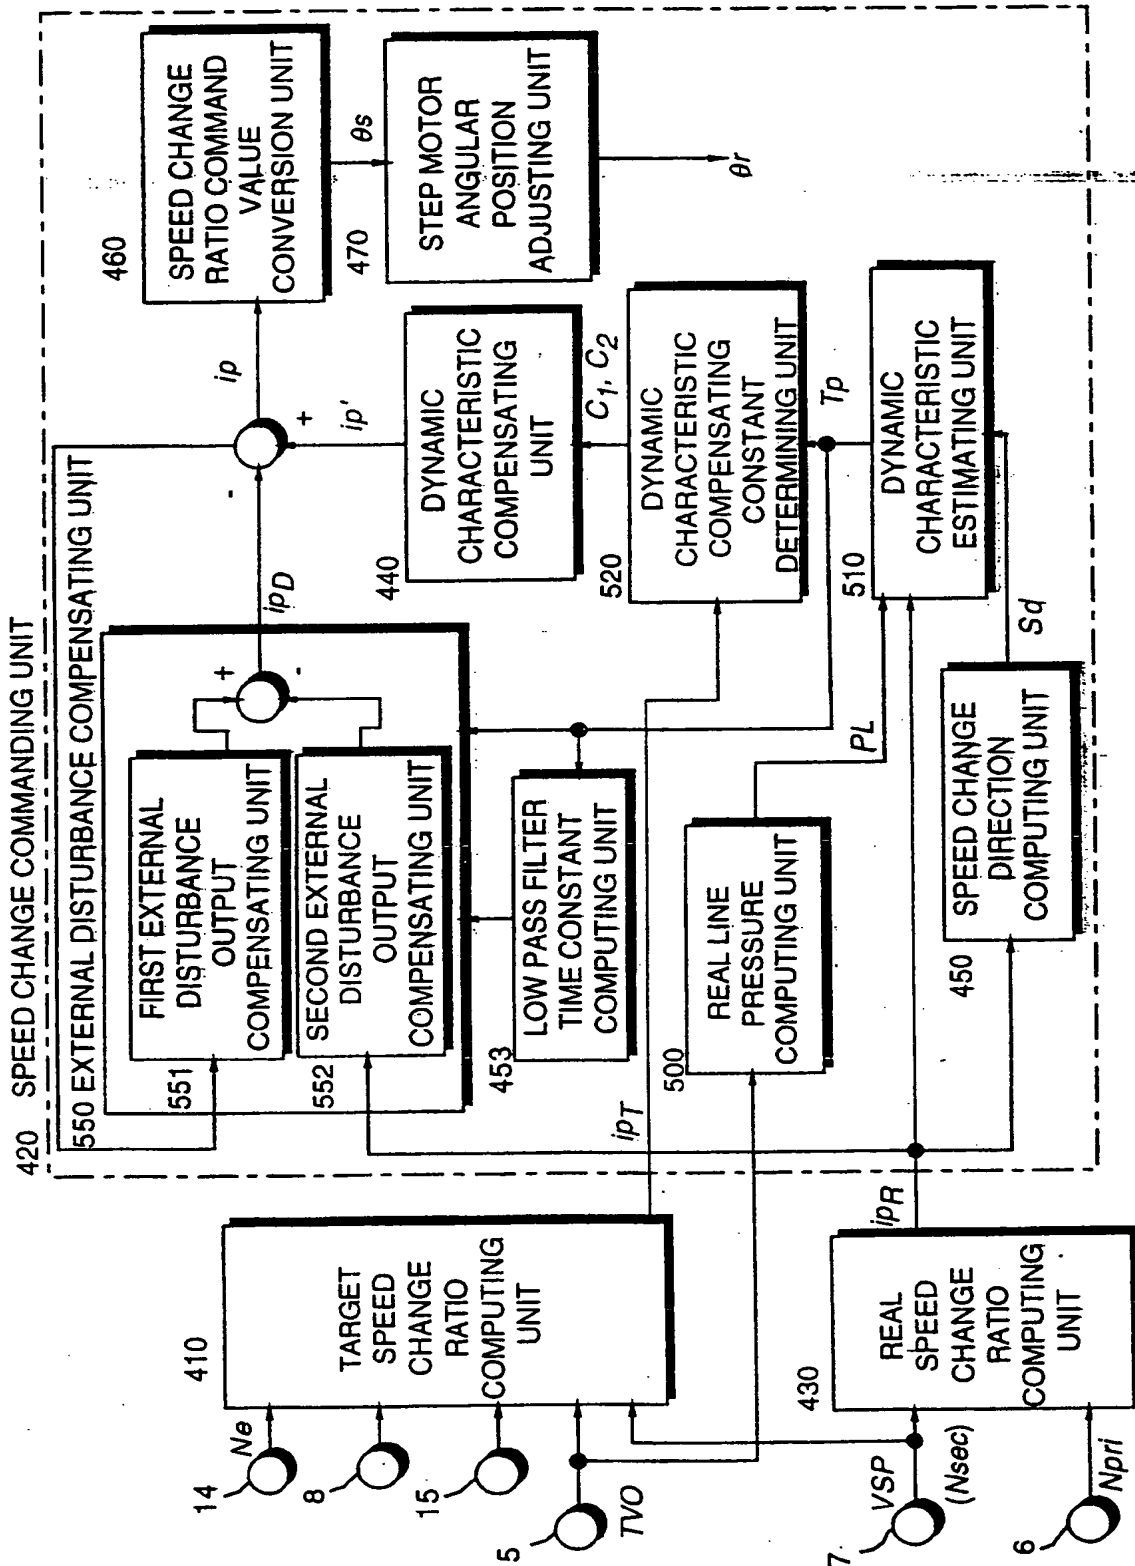 420 SPEED CHANGE COMMANDING UNIT
550 EXTERNAL DISTURBANCE COMPENSATING UNIT
551
FIRST EXTERNAL
DISTURBANCE
OUTPUT
COMPENSATING UNIT
552
SECOND EXTERNAL
DISTURBANCE
OUTPUT
COMPENSATING UNIT
+
-
ipD
-
+
ip
ip'
460
SPEED CHANGE
RATIO COMMAND
VALUE
CONVERSION UNIT
θs
470
STEP MOTOR
ANGULAR
POSITION
ADJUSTING UNIT
θr
440
DYNAMIC
CHARACTERISTIC
COMPENSATING
UNIT
C1, C2
453
LOW PASS FILTER
TIME CONSTANT
COMPUTING UNIT
520
DYNAMIC
CHARACTERISTIC
COMPENSATING
CONSTANT
DETERMINING UNIT
Tp
500
REAL LINE
PRESSURE
COMPUTING UNIT
PL
510
DYNAMIC
CHARACTERISTIC
ESTIMATING UNIT
450
SPEED CHANGE
DIRECTION
COMPUTING UNIT
Sd
410
TARGET
SPEED
CHANGE
RATIO
COMPUTING
UNIT
ipT
14
Ne
8
15
5
TVO
430
REAL
SPEED
CHANGE
RATIO
COMPUTING
UNIT
ipR
7
VSP
(Nsec)
6
Npri